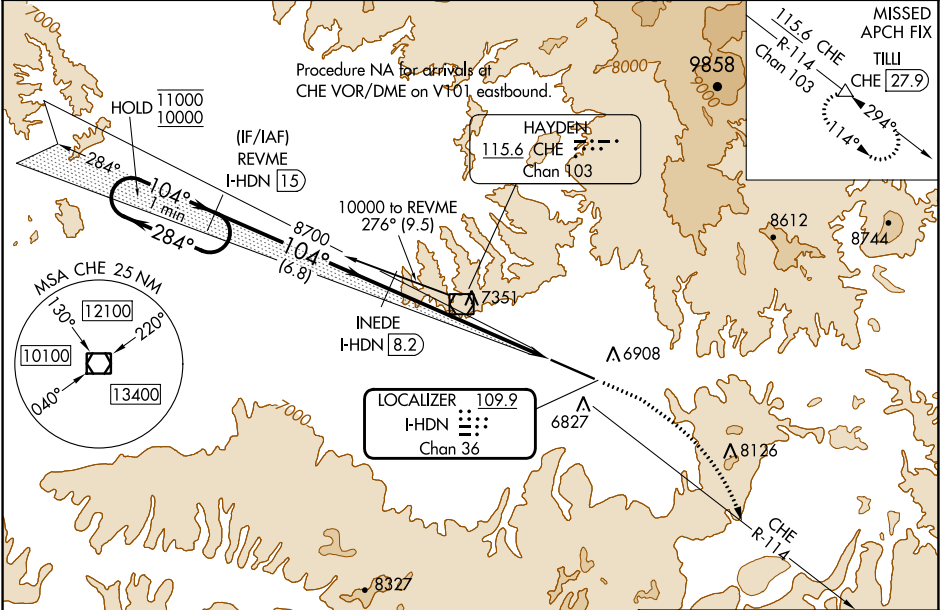 7000
Procedure NA for arrivals at
CHE VOR/DME on V101 eastbound.
8000
9000
9858
MISSED
APCH FIX
TILLI
CHE 27.9
115.6 CHE
R-114
Chan 103
294°
114°
HOLD 11000
10000
(IF/IAF)
REVME
I-HDN 15
284°
104°
1 min
284°
HAYDEN
115.6 CHE
Chan 103
10000 to REVME
276° (9.5)
8700
104°
(6.8)
8612
8744
7351
INEDE
I-HDN 8.2
MSA CHE 25 NM
130°
12100
220°
10100
040°
13400
6908
LOCALIZER 109.9
I-HDN
Chan 36
6827
8126
7000
CHE
R-114
8327